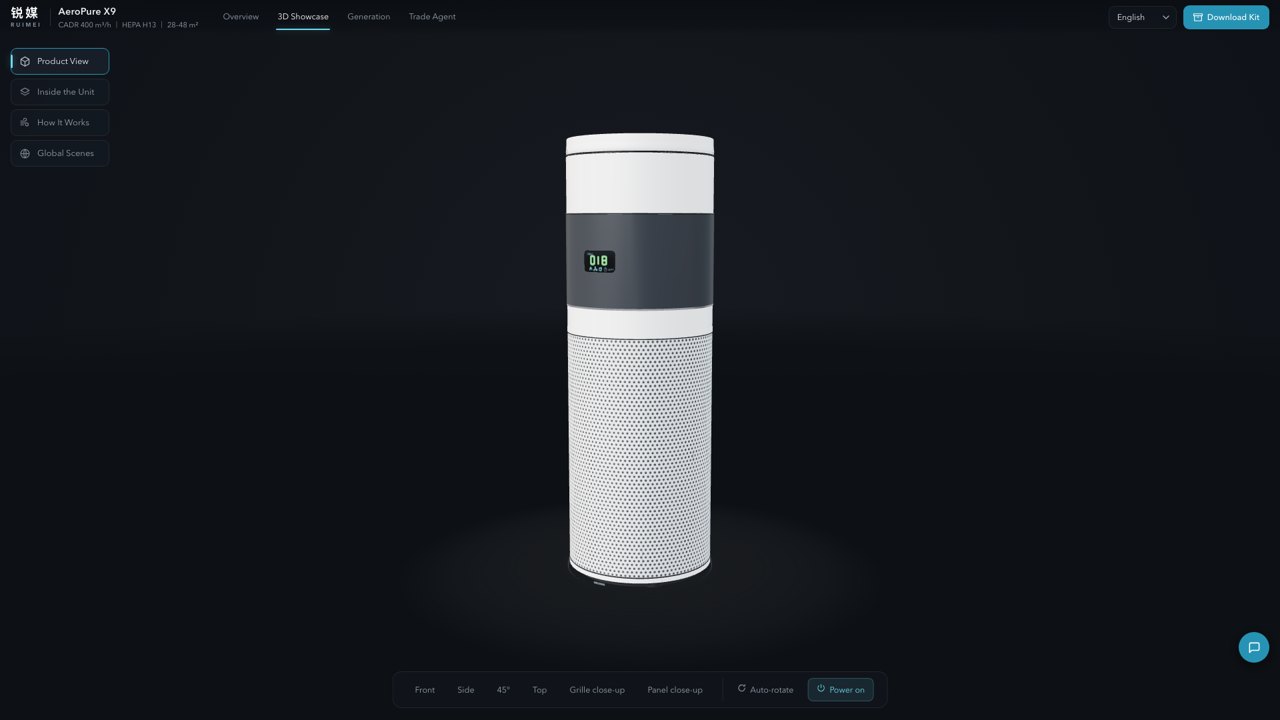 锐媒
RUIMEI
AeroPure X9
CADR 400 m³/h | HEPA H13 | 28-48 m²
Overview
3D Showcase
Generation
Trade Agent
English
Download Kit
Product View
Inside the Unit
How It Works
Global Scenes
018
Front
Side
45°
Top
Grille close-up
Panel close-up
Auto-rotate
Power on